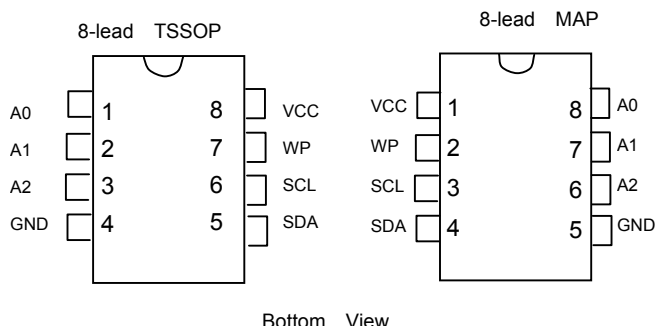 8-lead TSSOP
A0 1 8 VCC
A1 2 7 WP
A2 3 6 SCL
GND 4 5 SDA
8-lead MAP
VCC 1 8 A0
WP 2 7 A1
SCL 3 6 A2
SDA 4 5 GND
Bottom View